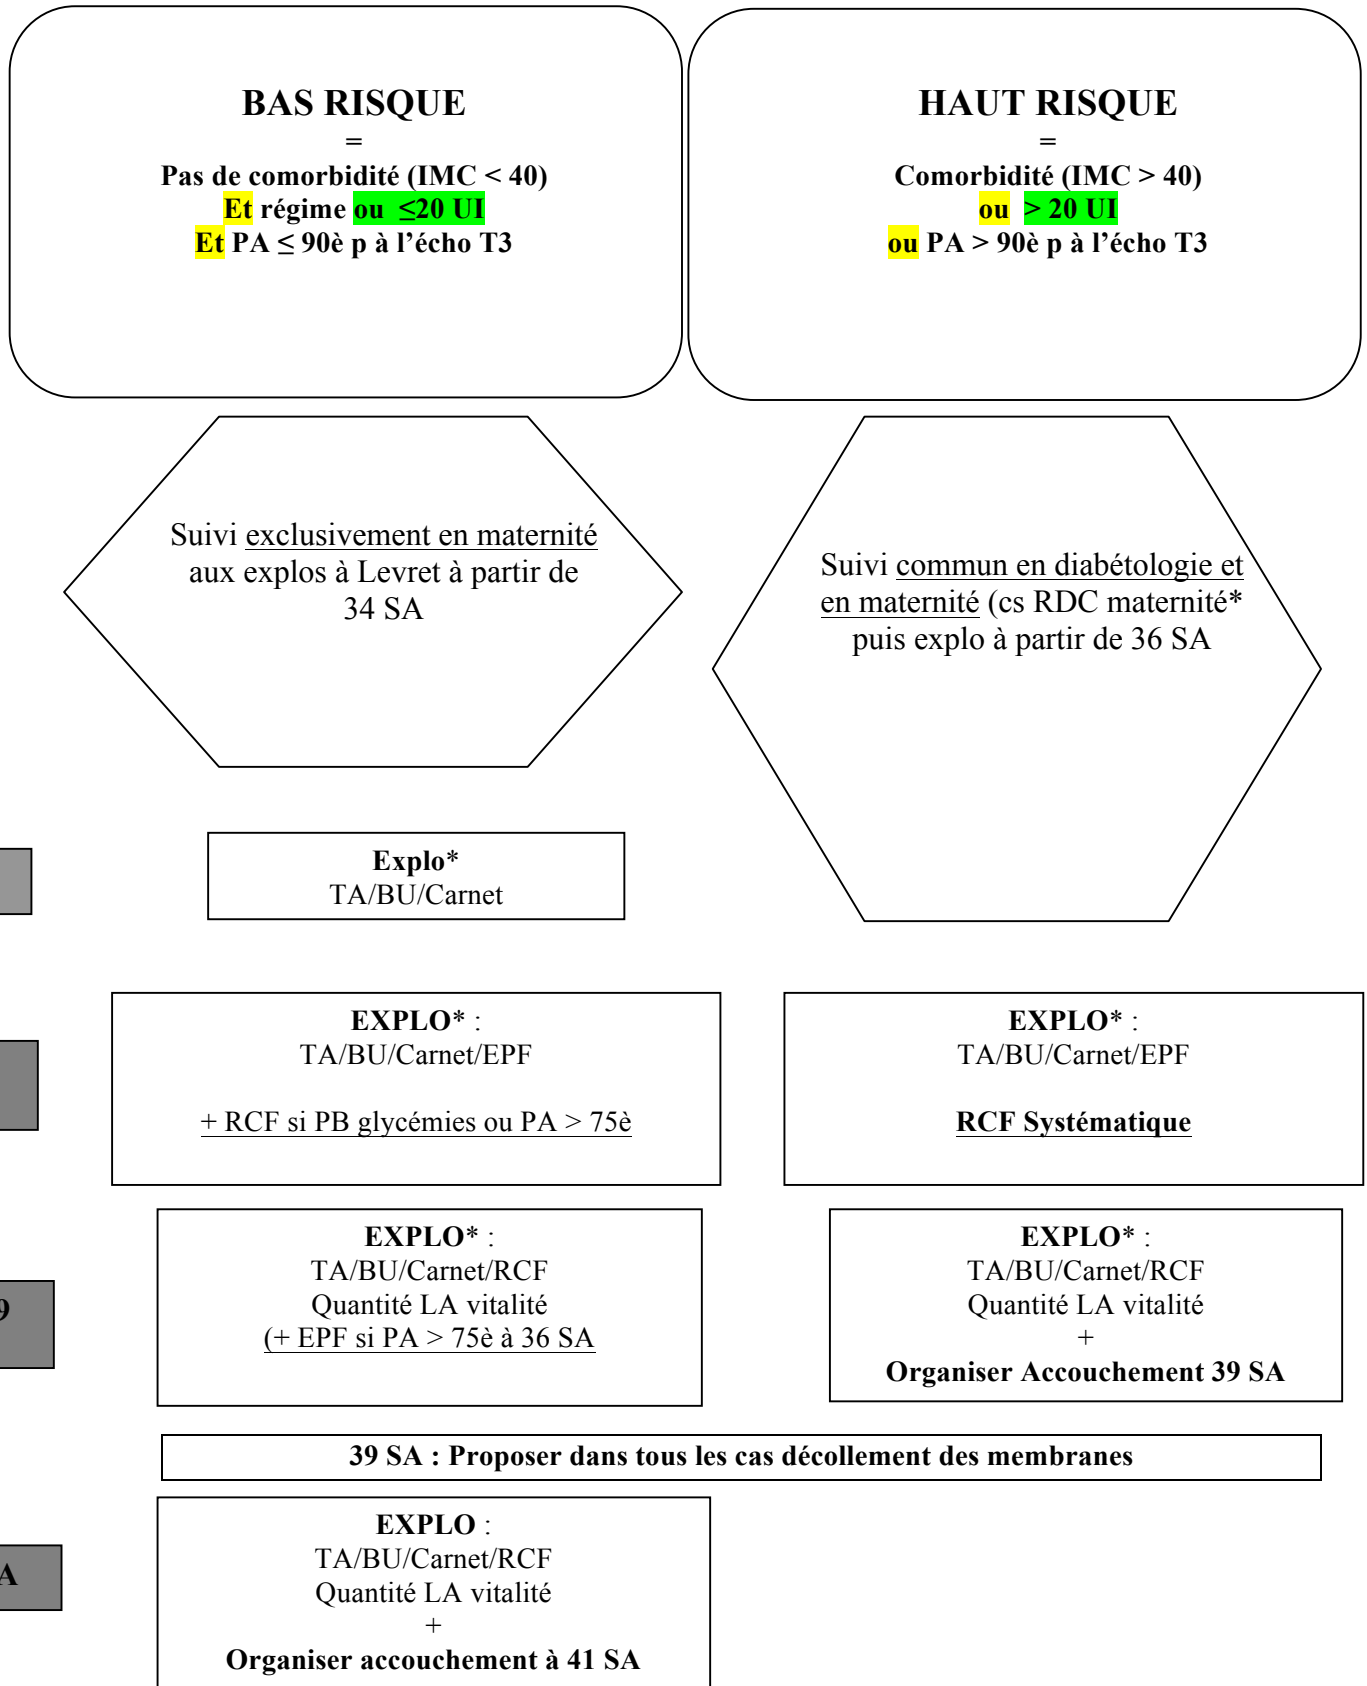 BAS RISQUE
=
Pas de comorbidité (IMC < 40)
Et régime ou ≤20 UI
Et PA ≤ 90è p à l’écho T3
HAUT RISQUE
=
Comorbidité (IMC > 40)
ou > 20 UI
ou PA > 90è p à l’écho T3
Suivi exclusivement en maternité
aux explos à Levret à partir de
34 SA
Suivi commun en diabétologie et
en maternité (cs RDC maternité*
puis explo à partir de 36 SA
Explo*
TA/BU/Carnet
EXPLO* :
TA/BU/Carnet/EPF
+ RCF si PB glycémies ou PA > 75è
EXPLO* :
TA/BU/Carnet/EPF
RCF Systématique
9
EXPLO* :
TA/BU/Carnet/RCF
Quantité LA vitalité
(+ EPF si PA > 75è à 36 SA
EXPLO* :
TA/BU/Carnet/RCF
Quantité LA vitalité
+
Organiser Accouchement 39 SA
39 SA : Proposer dans tous les cas décollement des membranes
A
EXPLO :
TA/BU/Carnet/RCF
Quantité LA vitalité
+
Organiser accouchement à 41 SA